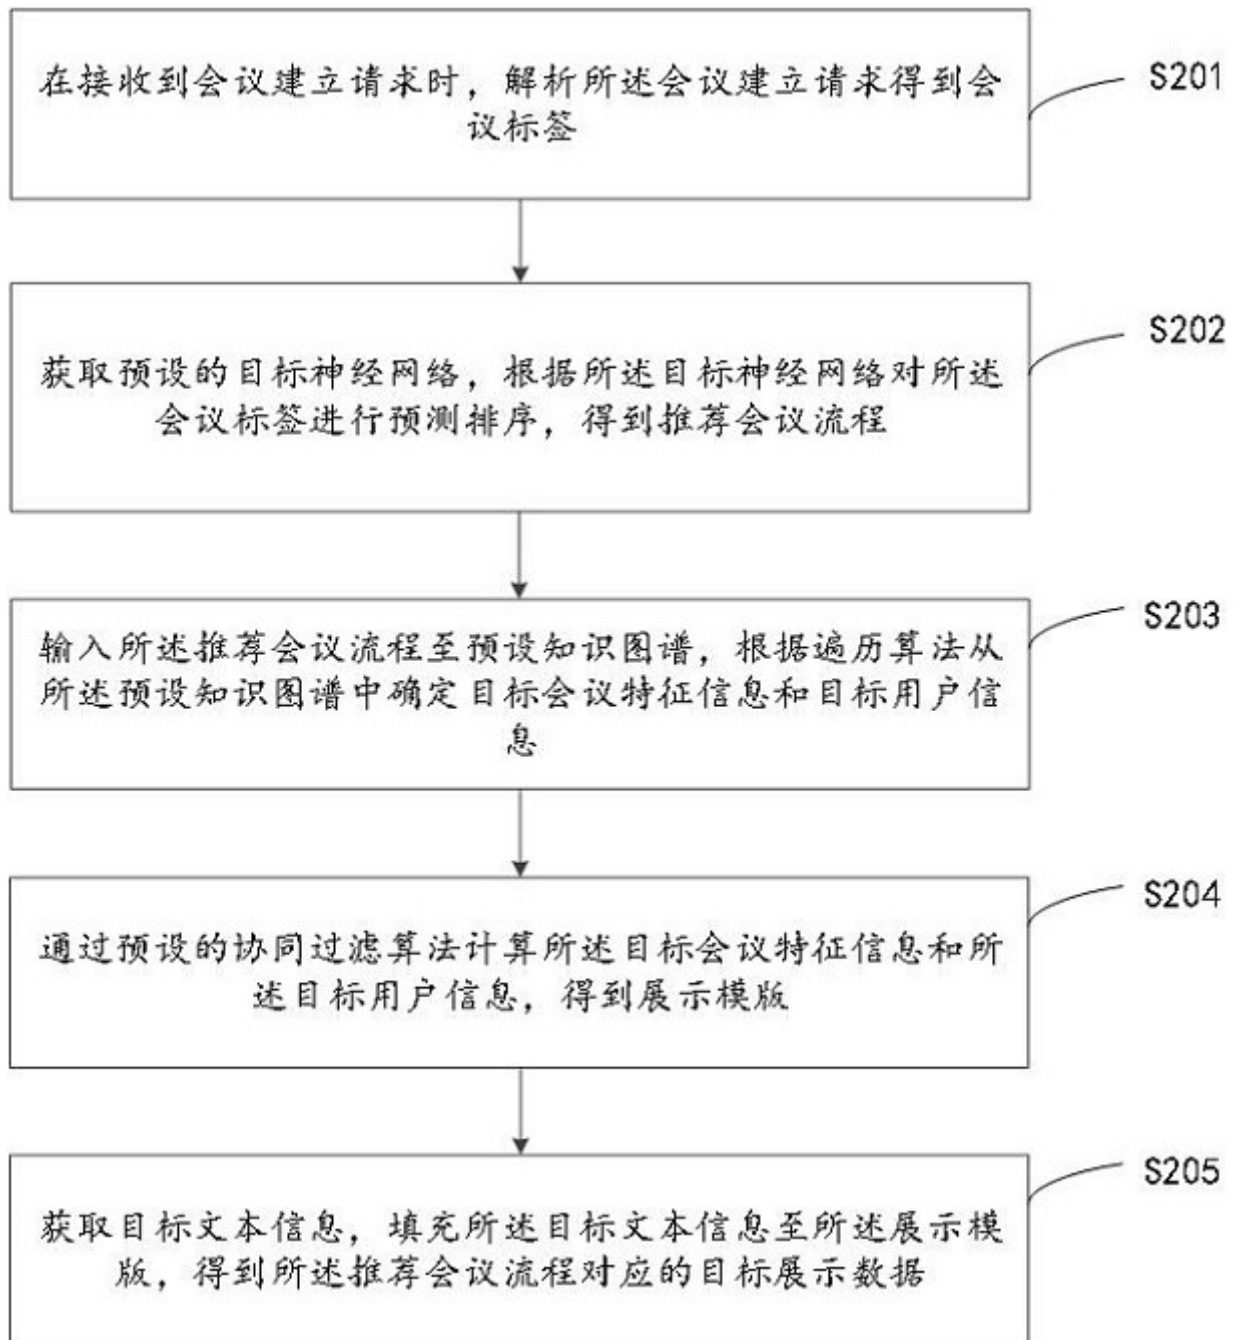 在接收到会议建立请求时，解析所述会议建立请求得到会
议标签
S201
获取预设的目标神经网络，根据所述目标神经网络对所述
会议标签进行预测排序，得到推荐会议流程
S202
输入所述推荐会议流程至预设知识图谱，根据遍历算法从
所述预设知识图谱中确定目标会议特征信息和目标用户信
息
S203
通过预设的协同过滤算法计算所述目标会议特征信息和所
述目标用户信息，得到展示模版
S204
获取目标文本信息，填充所述目标文本信息至所述展示模
版，得到所述推荐会议流程对应的目标展示数据
S205